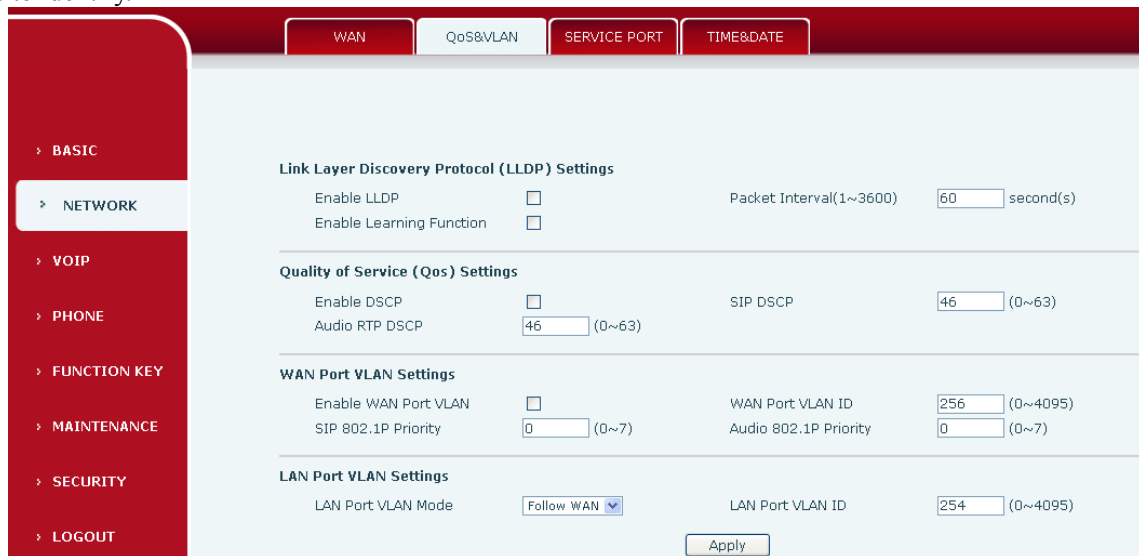 WAN QoS&VLAN SERVICE PORT TIME&DATE
› BASIC
› NETWORK
› VOIP
› PHONE
› FUNCTION KEY
› MAINTENANCE
› SECURITY
› LOGOUT
Link Layer Discovery Protocol (LLDP) Settings
Enable LLDP Packet Interval(1~3600) 60 second(s)
Enable Learning Function
Quality of Service (Qos) Settings
Enable DSCP SIP DSCP 46 (0~63)
Audio RTP DSCP 46 (0~63)
WAN Port VLAN Settings
Enable WAN Port VLAN WAN Port VLAN ID 256 (0~4095)
SIP 802.1P Priority 0 (0~7) Audio 802.1P Priority 0 (0~7)
LAN Port VLAN Settings
LAN Port VLAN Mode Follow WAN LAN Port VLAN ID 254 (0~4095)
Apply